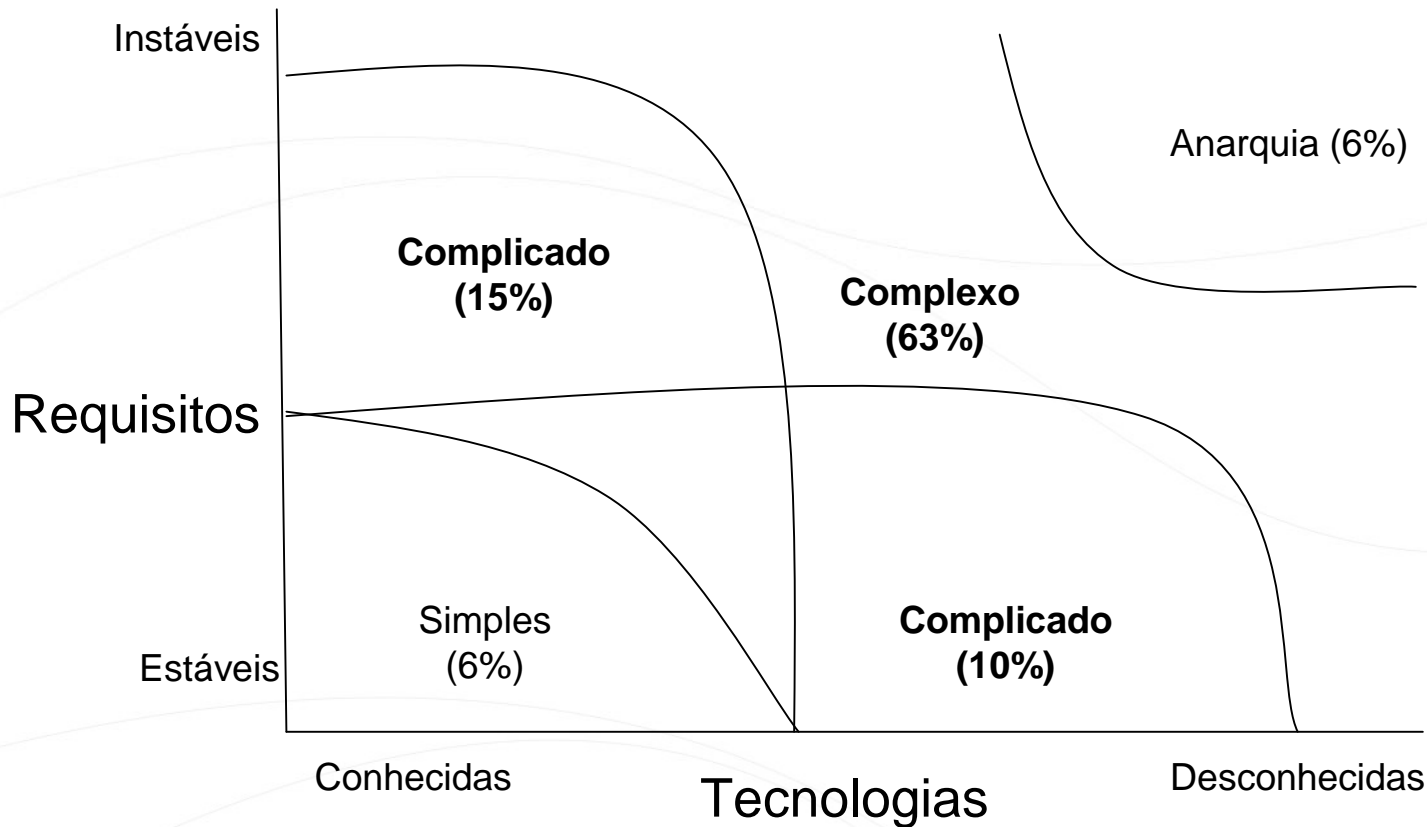 Instáveis
Anarquia (6%)
Complicado
(15%)
Complexo
(63%)
Requisitos
Simples
(6%)
Complicado
(10%)
Estáveis
Conhecidas
Tecnologias
Desconhecidas